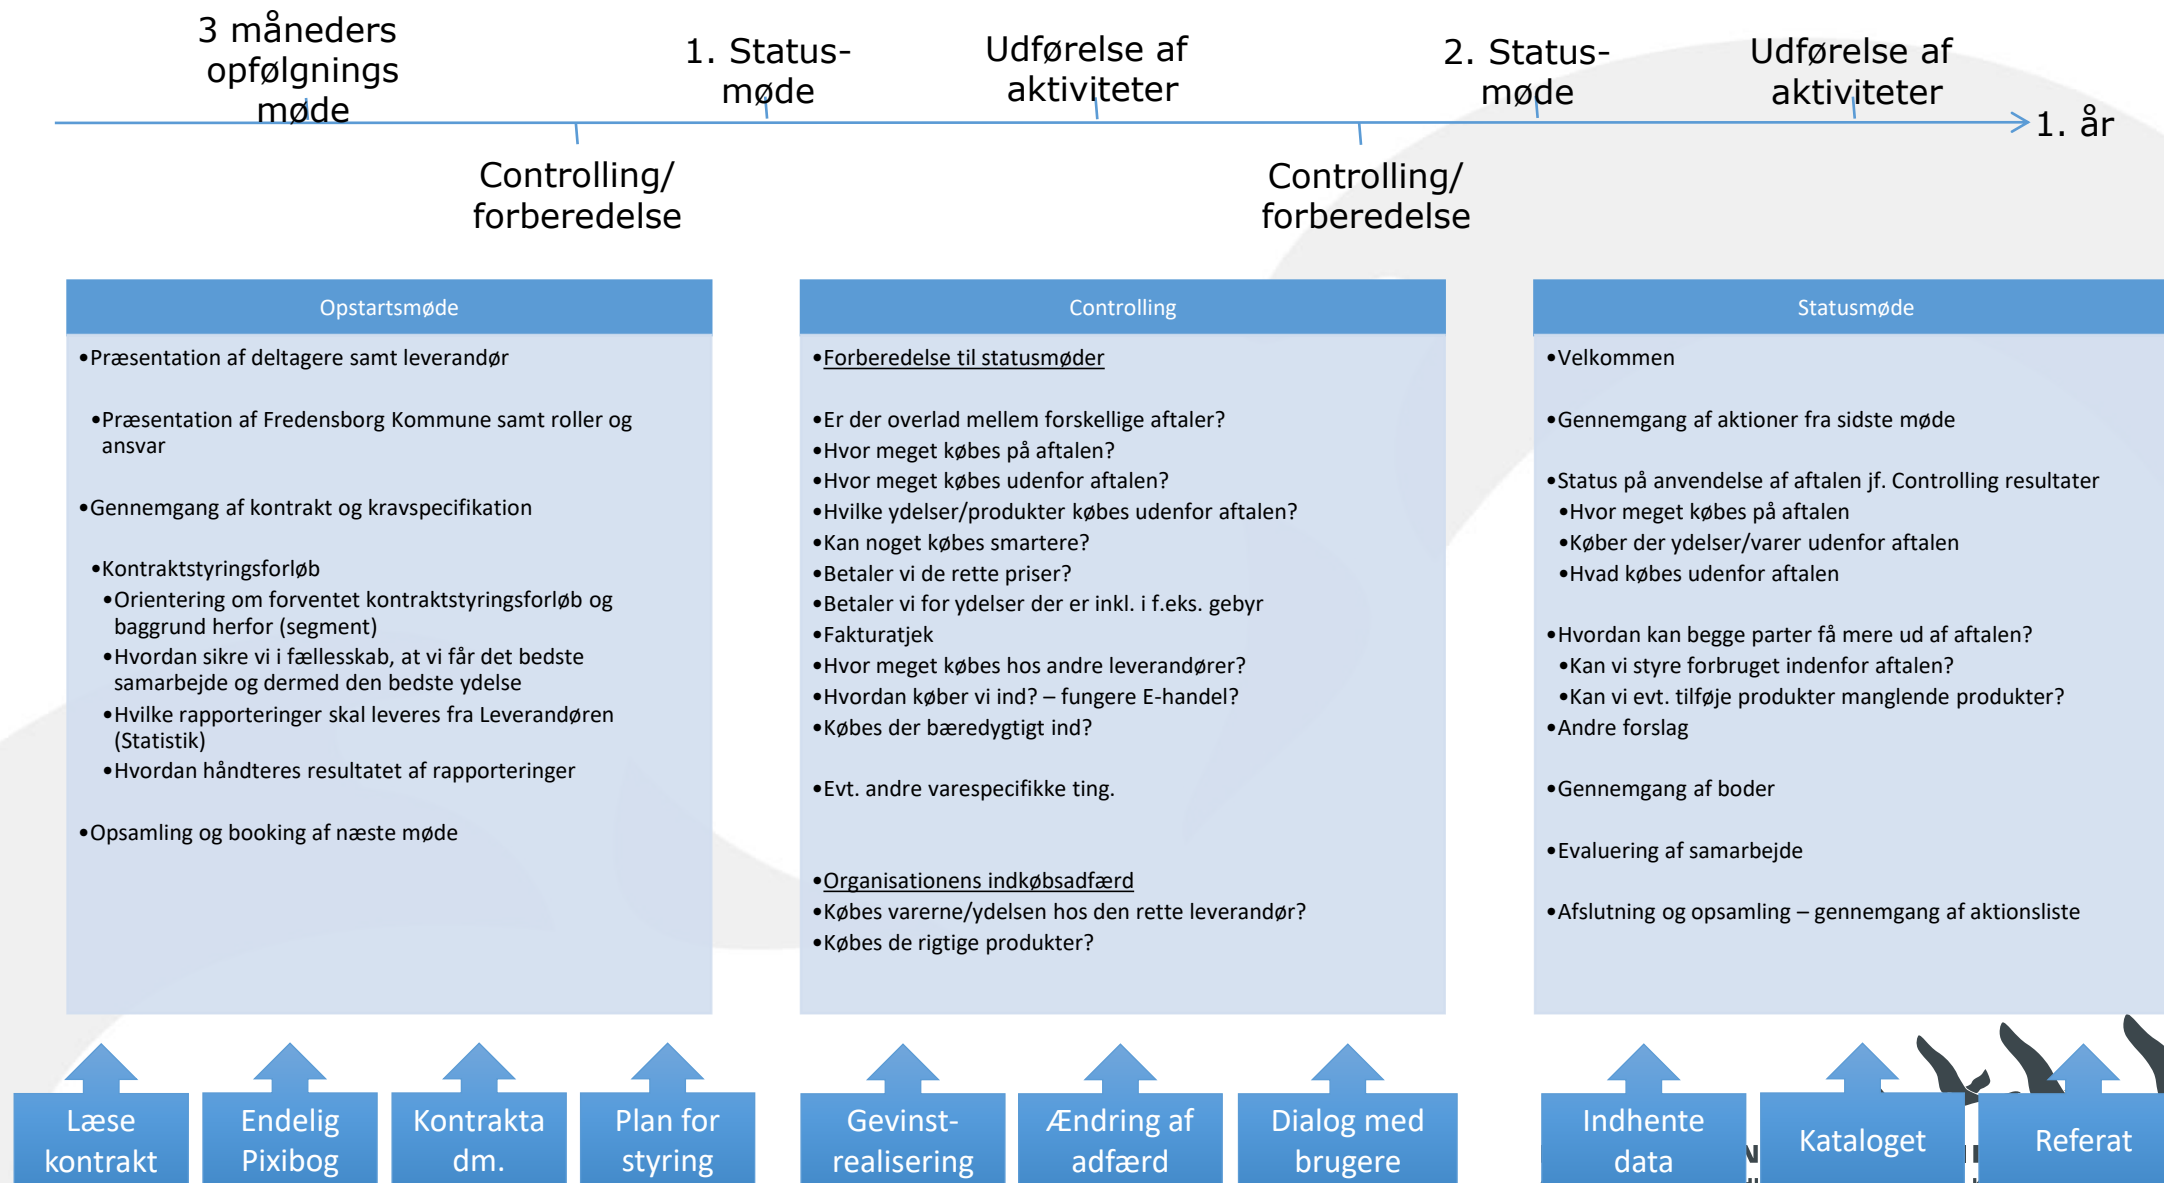 3 måneders
opfølgnings
møde
1. Status-
møde
Udførelse af
aktiviteter
2. Status-
møde
Udførelse af
aktiviteter
1. år
Controlling/
forberedelse
Controlling/
forberedelse
Opstartsmøde
•Præsentation af deltagere samt leverandør
•Præsentation af Fredensborg Kommune samt roller og
ansvar
•Gennemgang af kontrakt og kravspecifikation
•Kontraktstyringsforløb
•Orientering om forventet kontraktstyringsforløb og
baggrund herfor (segment)
•Hvordan sikre vi i fællesskab, at vi får det bedste
samarbejde og dermed den bedste ydelse
•Hvilke rapporteringer skal leveres fra Leverandøren
(Statistik)
•Hvordan håndteres resultatet af rapporteringer
•Opsamling og booking af næste møde
Controlling
•Forberedelse til statusmøder
•Er der overlad mellem forskellige aftaler?
•Hvor meget købes på aftalen?
•Hvor meget købes udenfor aftalen?
•Hvilke ydelser/produkter købes udenfor aftalen?
•Kan noget købes smartere?
•Betaler vi de rette priser?
•Betaler vi for ydelser der er inkl. i f.eks. gebyr
•Fakturatjek
•Hvor meget købes hos andre leverandører?
•Hvordan køber vi ind? – fungere E-handel?
•Købes der bæredygtigt ind?
•Evt. andre varespecifikke ting.
•Organisationens indkøbsadfærd
•Købes varerne/ydelsen hos den rette leverandør?
•Købes de rigtige produkter?
Statusmøde
•Velkommen
•Gennemgang af aktioner fra sidste møde
•Status på anvendelse af aftalen jf. Controlling resultater
•Hvor meget købes på aftalen
•Køber der ydelser/varer udenfor aftalen
•Hvad købes udenfor aftalen
•Hvordan kan begge parter få mere ud af aftalen?
•Kan vi styre forbruget indenfor aftalen?
•Kan vi evt. tilføje produkter manglende produkter?
•Andre forslag
•Gennemgang af boder
•Evaluering af samarbejde
•Afslutning og opsamling – gennemgang af aktionsliste
Læse
kontrakt
Endelig
Pixibog
Kontrakta
dm.
Plan for
styring
Gevinst-
realisering
Ændring af
adfærd
Dialog med
brugere
Indhente
data
Kataloget
Referat